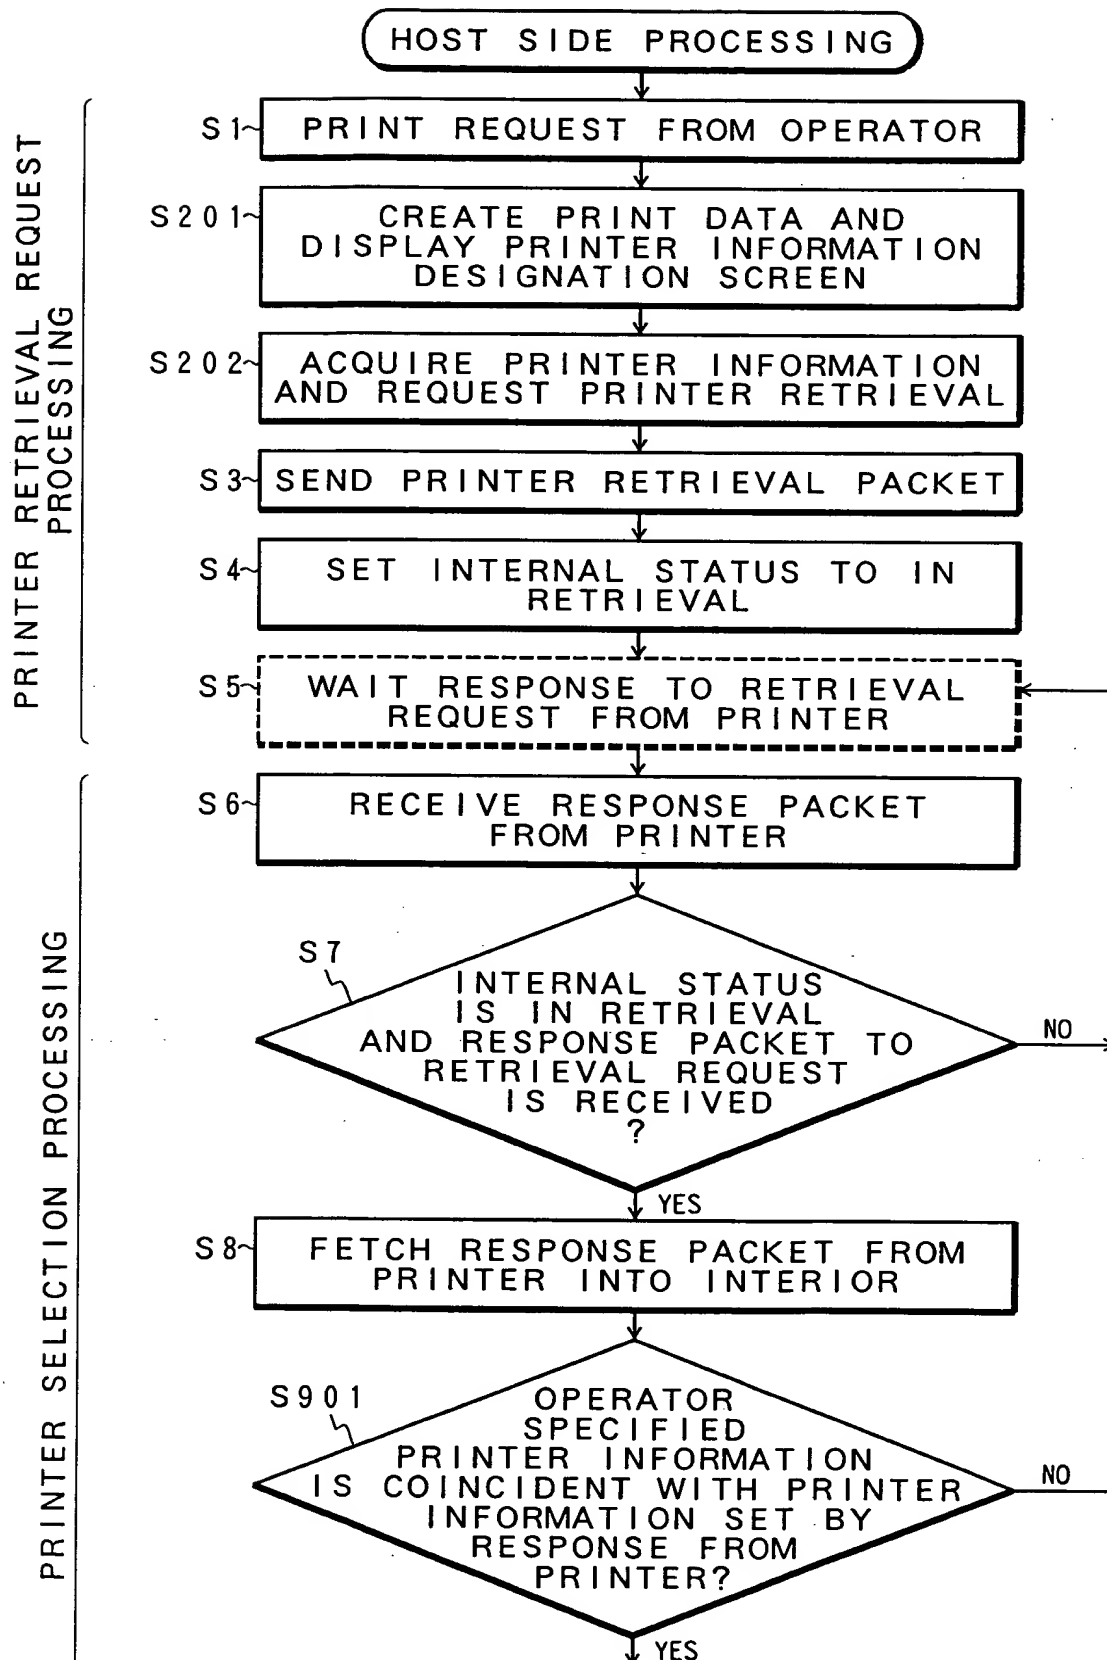 HOST SIDE PROCESSING
PRINTER RETRIEVAL REQUEST
PROCESSING
S1
PRINT REQUEST FROM OPERATOR
S201
CREATE PRINT DATA AND
DISPLAY PRINTER INFORMATION
DESIGNATION SCREEN
S202
ACQUIRE PRINTER INFORMATION
AND REQUEST PRINTER RETRIEVAL
S3
SEND PRINTER RETRIEVAL PACKET
S4
SET INTERNAL STATUS TO IN
RETRIEVAL
S5
WAIT RESPONSE TO RETRIEVAL
REQUEST FROM PRINTER
PRINTER SELECTION PROCESSING
S6
RECEIVE RESPONSE PACKET
FROM PRINTER
S7
INTERNAL STATUS
IS IN RETRIEVAL
AND RESPONSE PACKET TO
RETRIEVAL REQUEST
IS RECEIVED
?
NO
YES
S8
FETCH RESPONSE PACKET FROM
PRINTER INTO INTERIOR
S901
OPERATOR
SPECIFIED
PRINTER INFORMATION
IS COINCIDENT WITH PRINTER
INFORMATION SET BY
RESPONSE FROM
PRINTER?
NO
YES